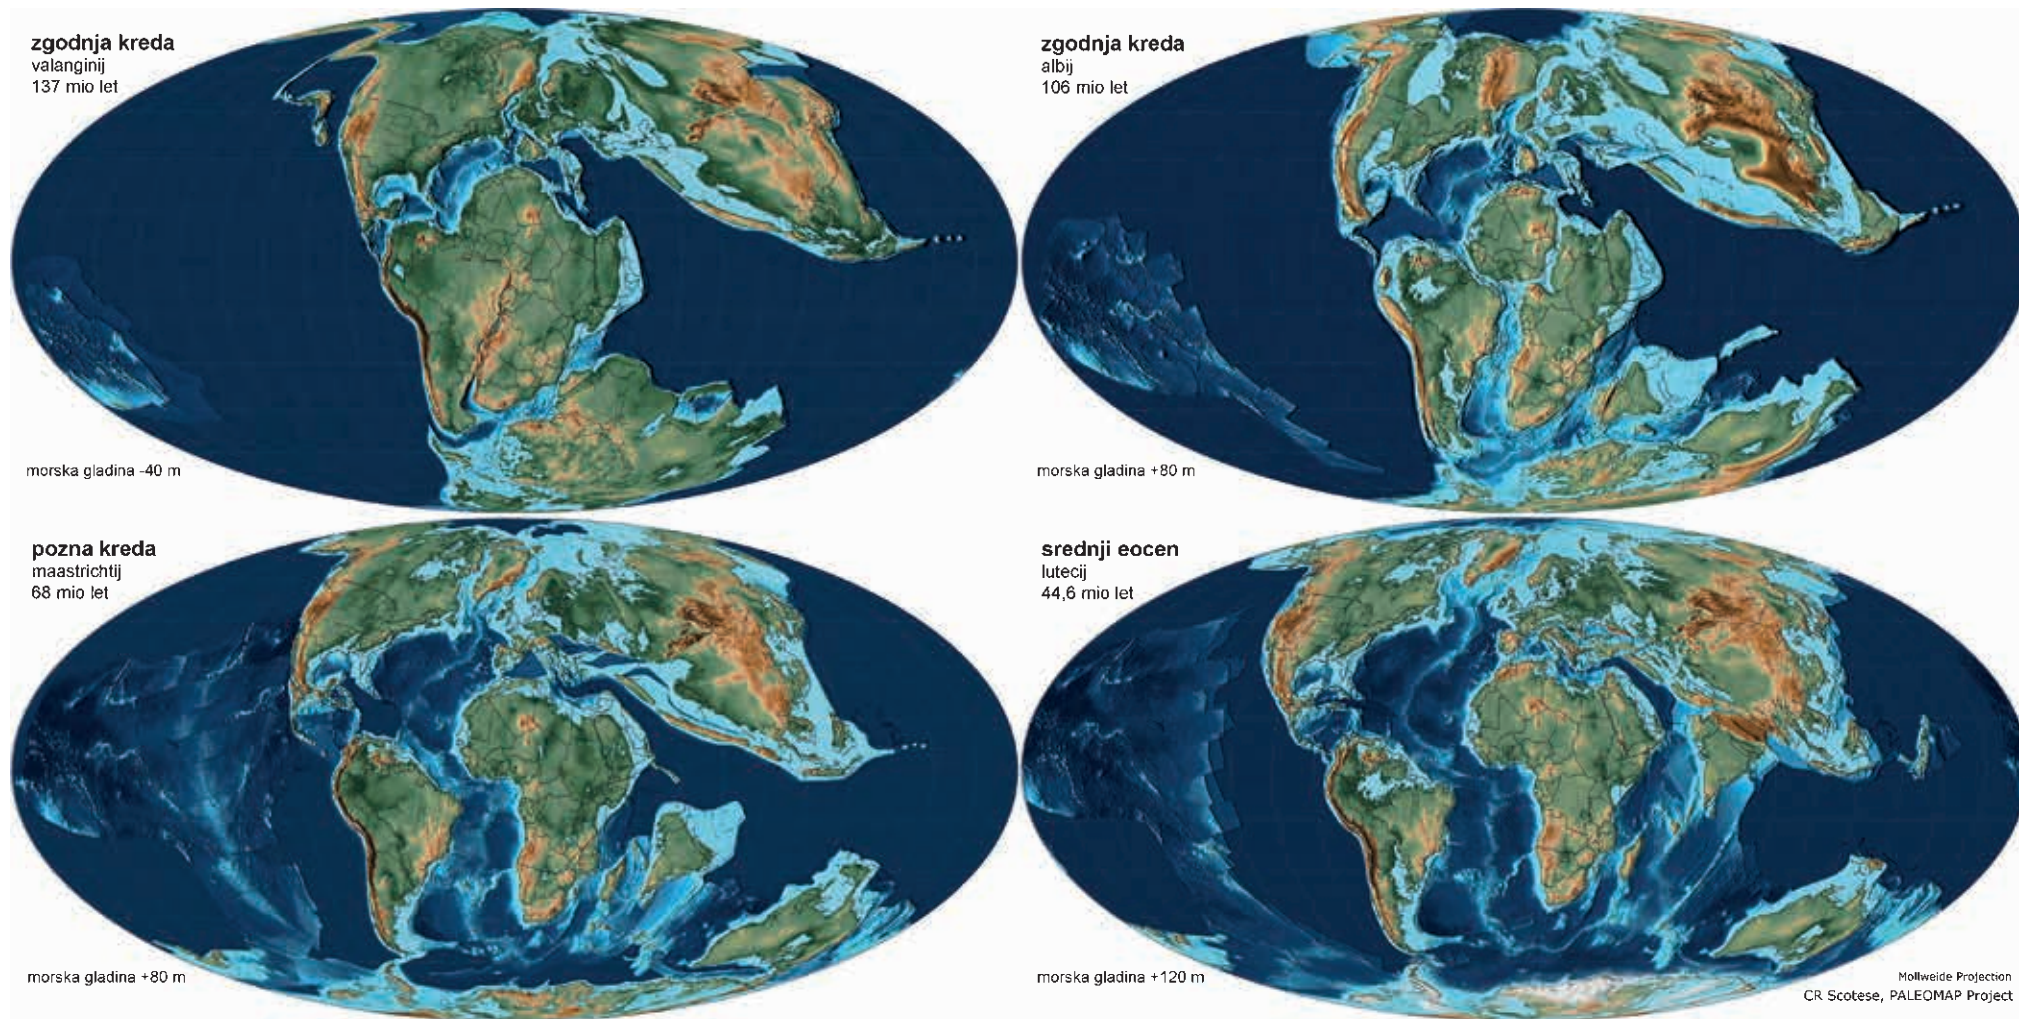 zgodnja kreda
valanginij
137 mio let
morska gladina -40 m
zgodnja kreda
albij
106 mio let
morska gladina +80 m
pozna kreda
maastrichtij
68 mio let
morska gladina +80 m
srednji eocen
lutecij
44,6 mio let
morska gladina +120 m
Mollweide Projection
CR Scotese, PALEOMAP Project